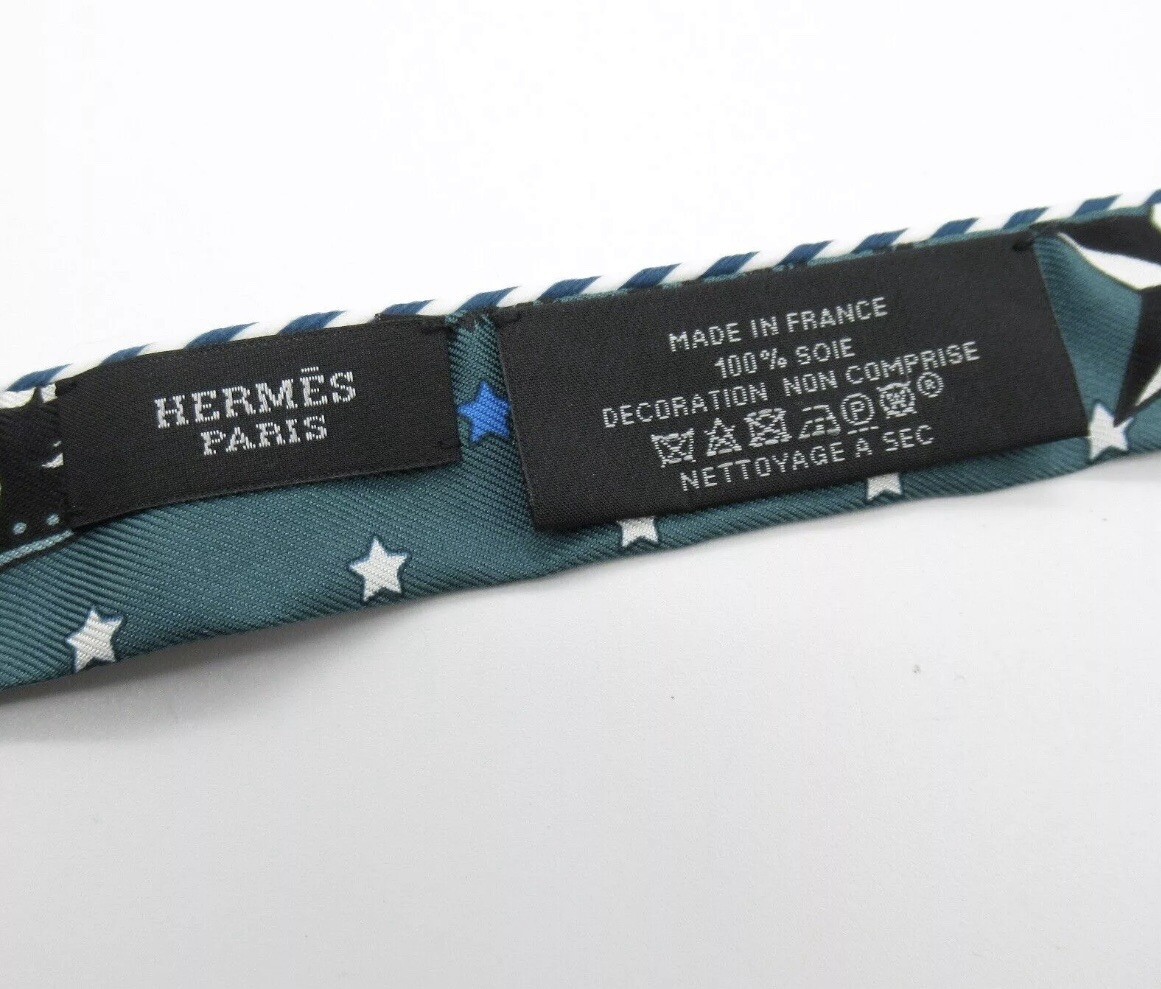 HERMÈS
PARIS
MADE IN FRANCE
100% SOIE
DECORATION NON COMPRISE
P ®
NETTOYAGE À SEC